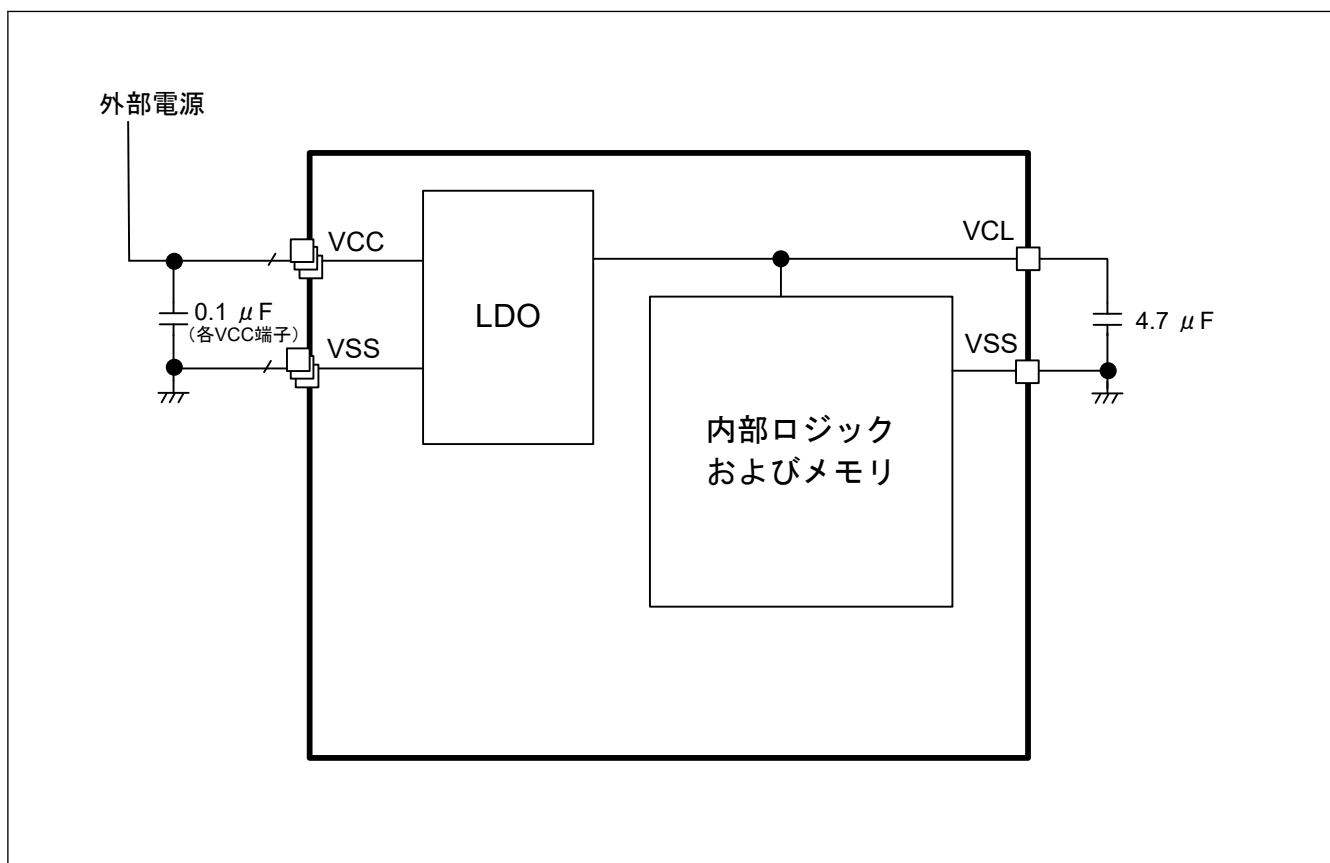 外部電源
VCC
VCL
LDO
0.1 μF
（各VCC端子）
4.7 μF
VSS
VSS
内部ロジック
およびメモリ